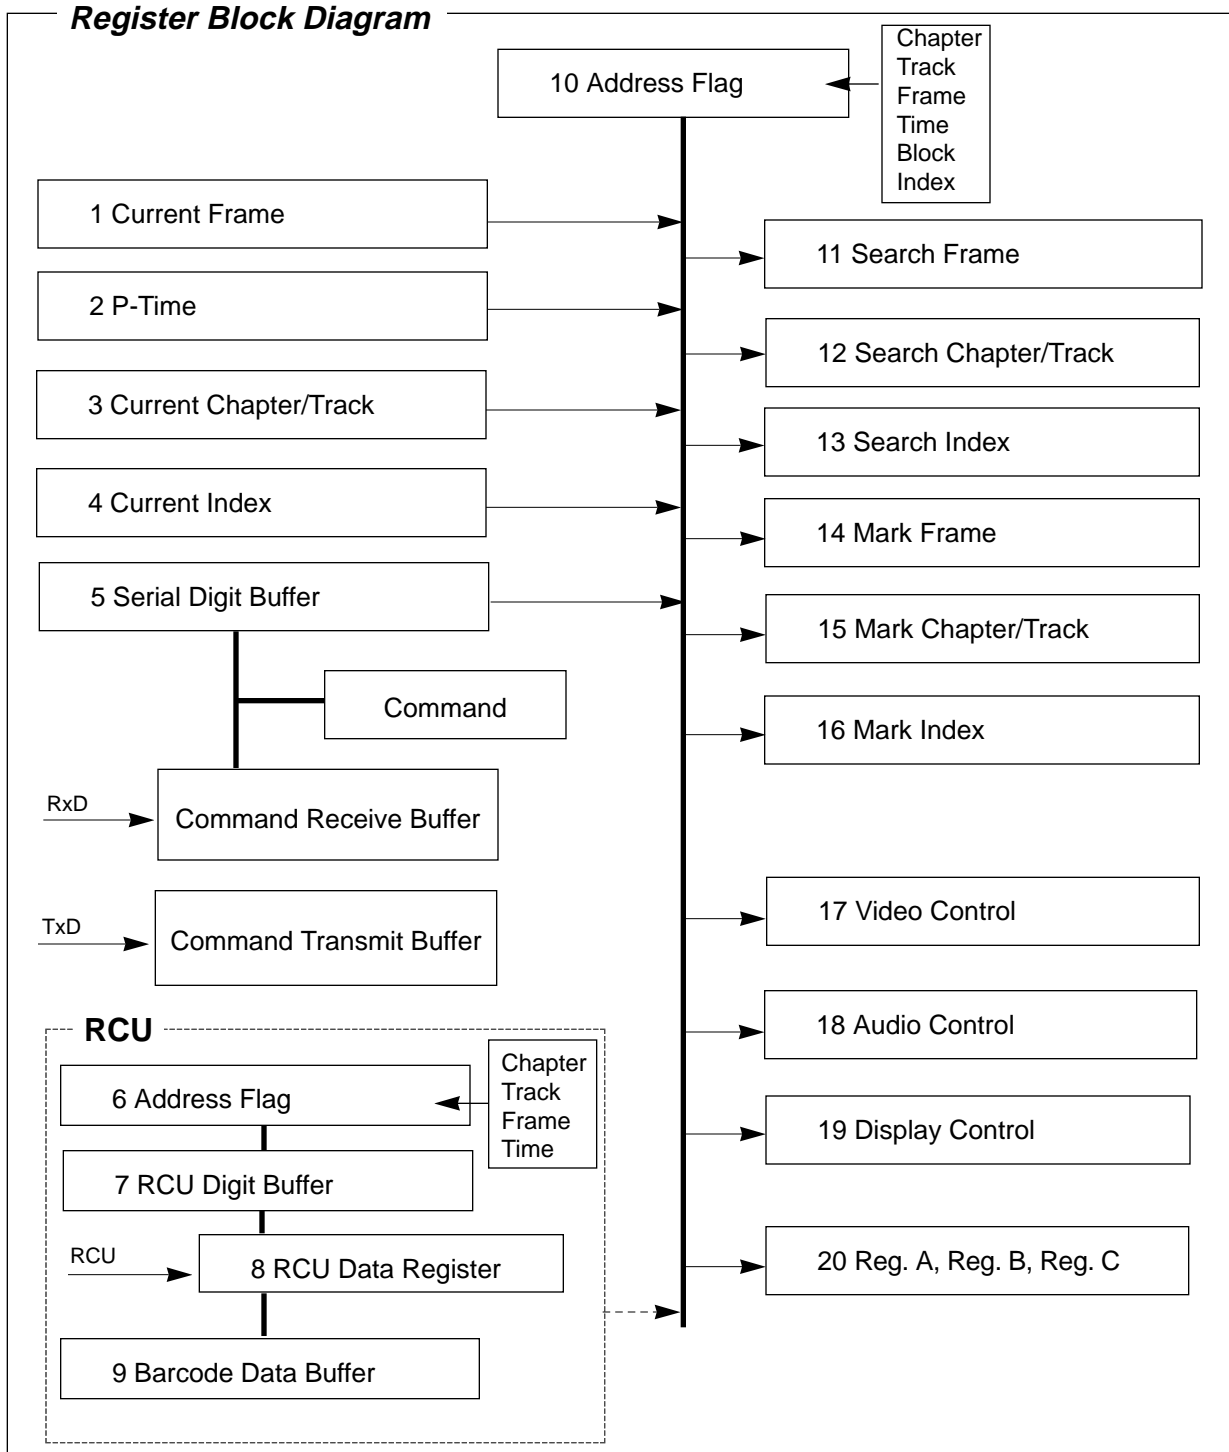 Register Block Diagram
10 Address Flag
Chapter
Track
Frame
Time
Block
Index
1 Current Frame
2 P-Time
3 Current Chapter/Track
4 Current Index
5 Serial Digit Buffer
Command
RxD
Command Receive Buffer
TxD
Command Transmit Buffer
RCU
6 Address Flag
Chapter
Track
Frame
Time
7 RCU Digit Buffer
RCU
8 RCU Data Register
9 Barcode Data Buffer
11 Search Frame
12 Search Chapter/Track
13 Search Index
14 Mark Frame
15 Mark Chapter/Track
16 Mark Index
17 Video Control
18 Audio Control
19 Display Control
20 Reg. A, Reg. B, Reg. C